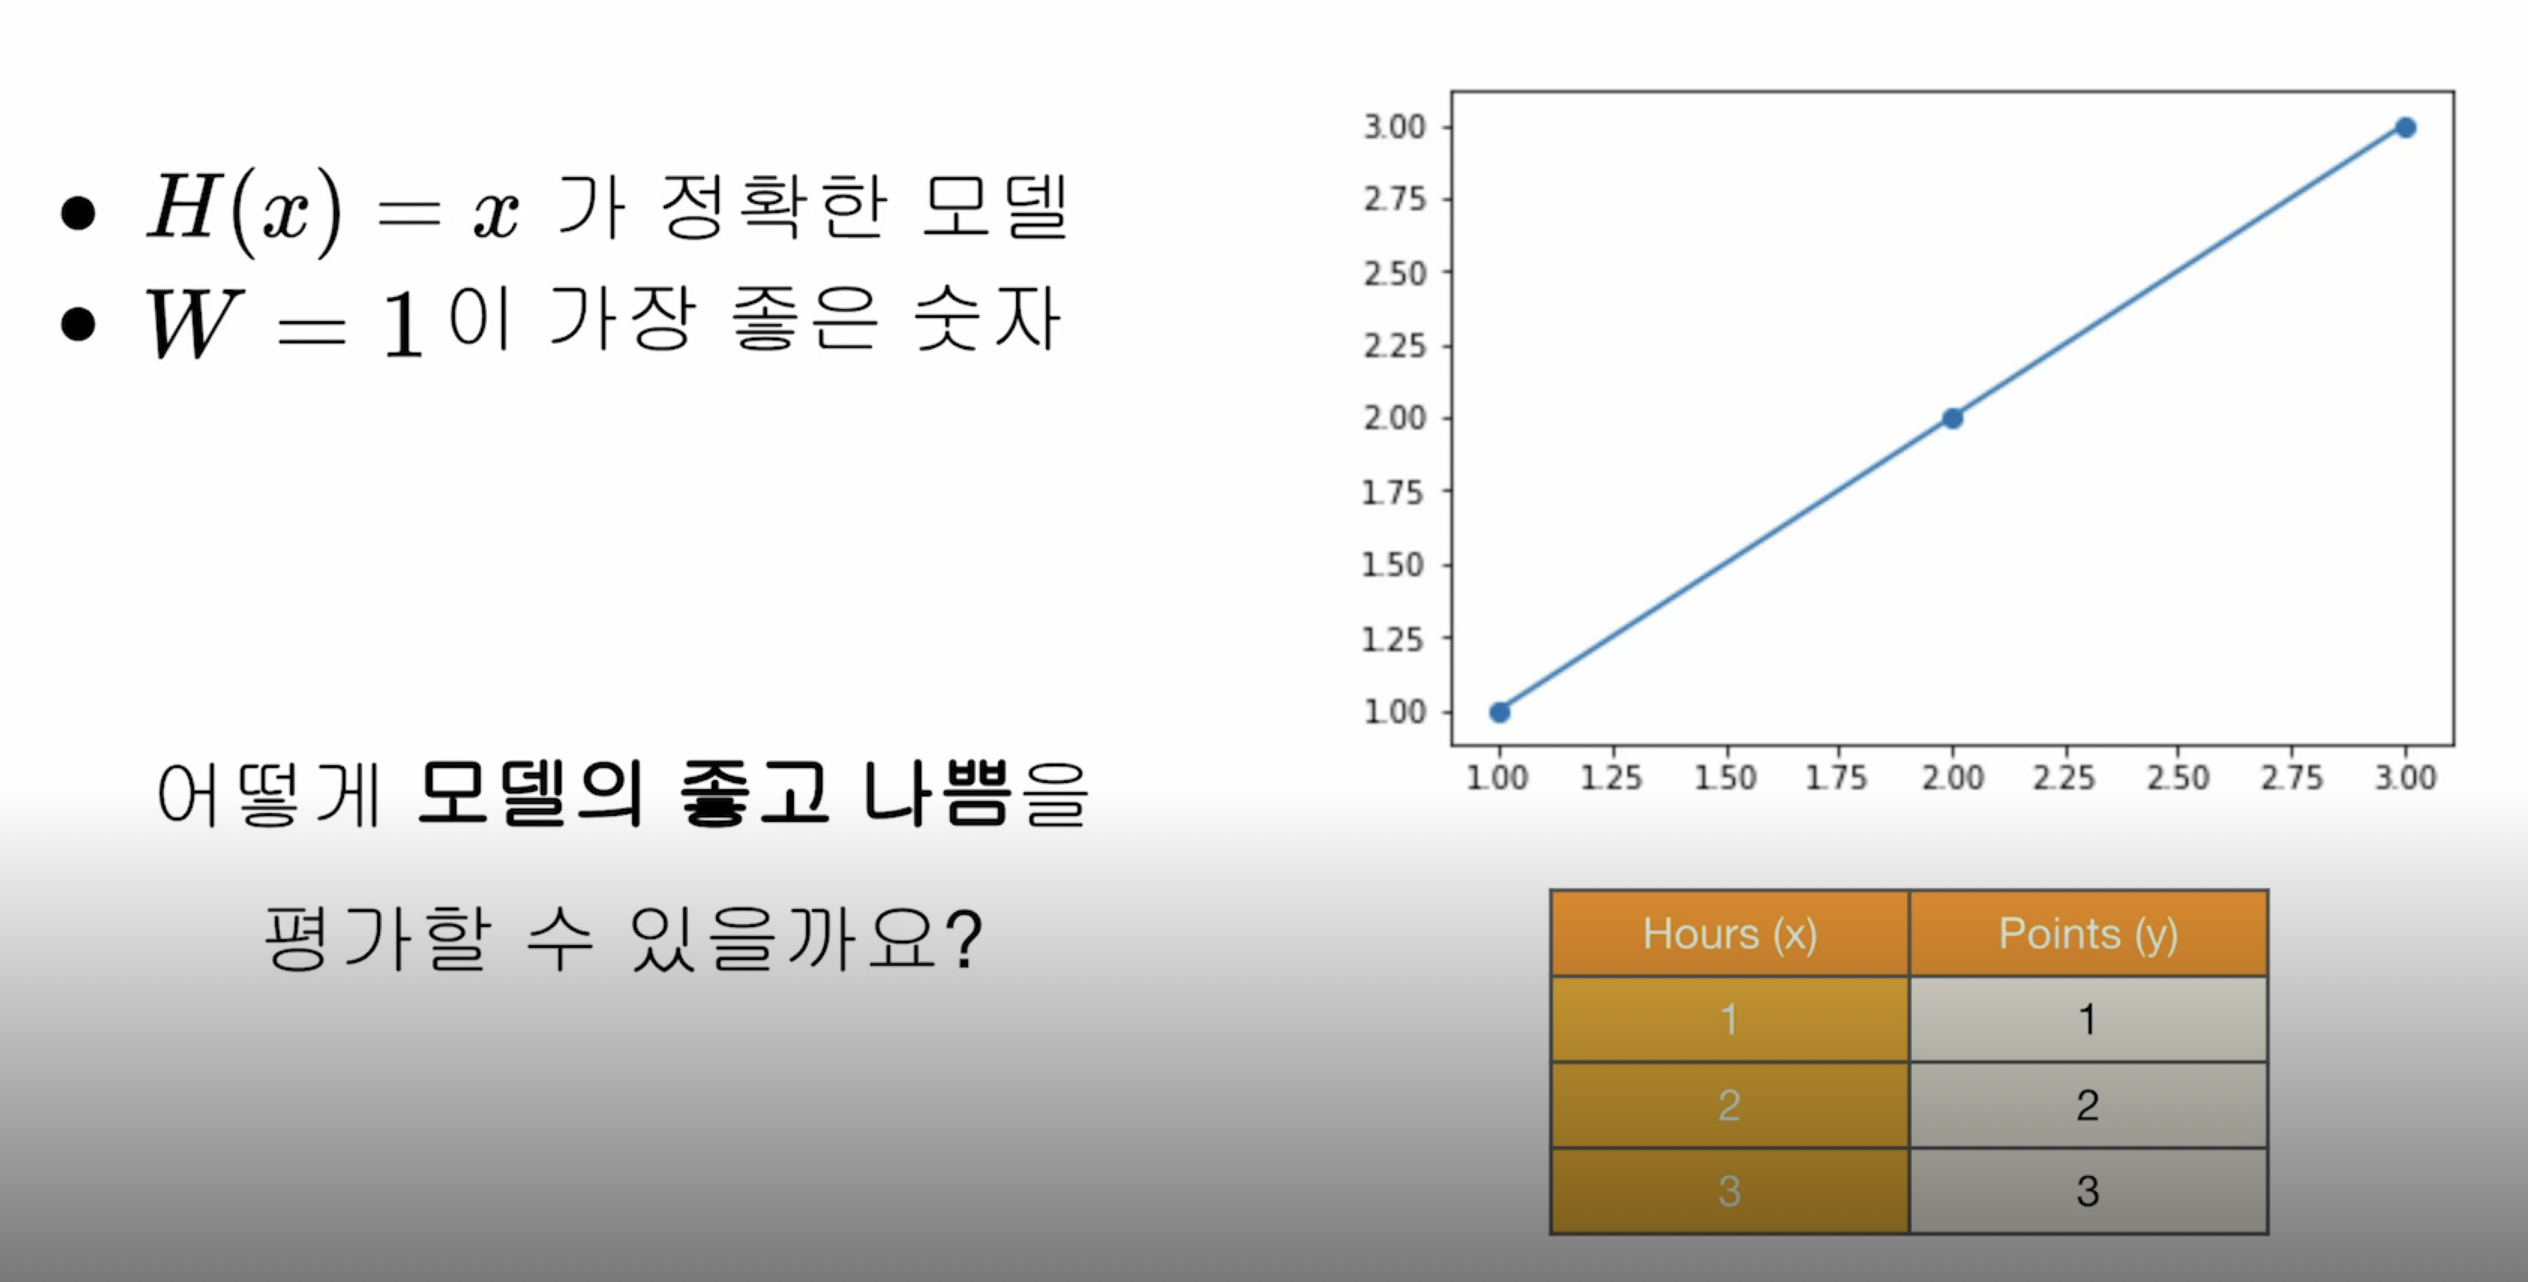 • H(x) = x 가 정확한 모델
• W = 1 이 가장 좋은 숫자
어떻게 모델의 좋고 나쁨을
평가할 수 있을까요?
3.00
2.75
2.50
2.25
2.00
1.75
1.50
1.25
1.00
1.00 1.25 1.50 1.75 2.00 2.25 2.50 2.75 3.00
Hours (x) Points (y)
1 1
2 2
3 3